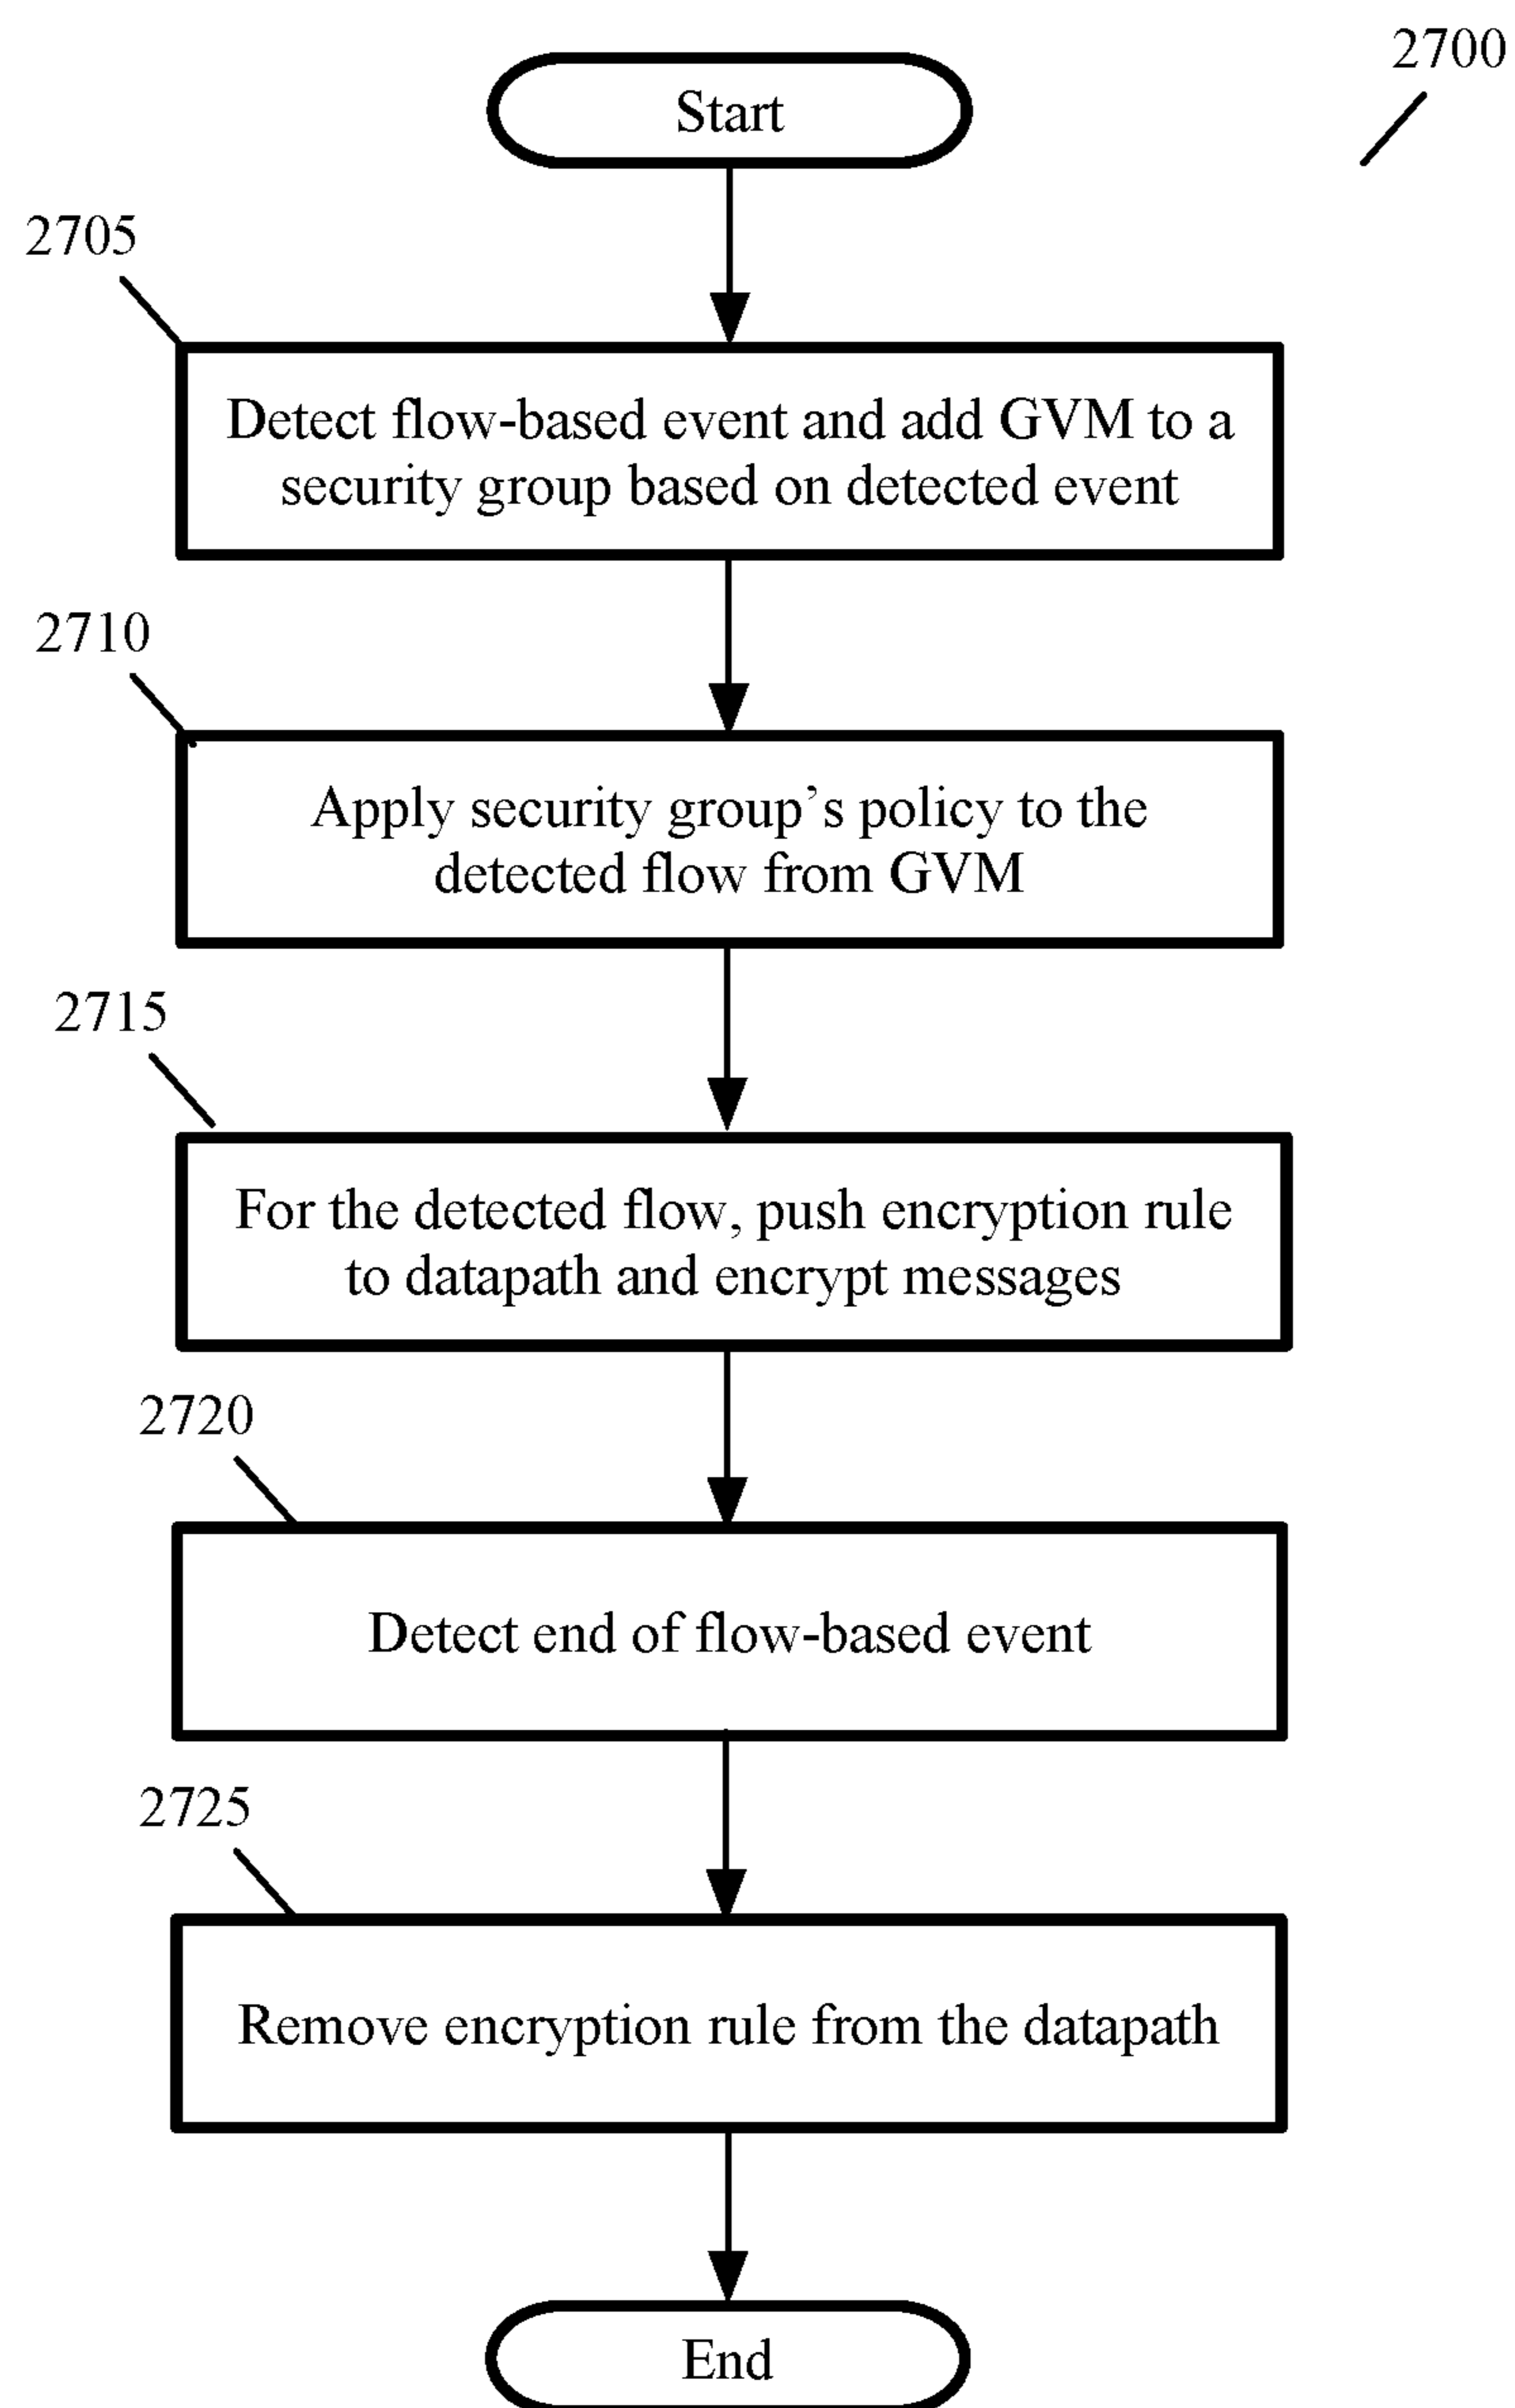 2700
Start
2705
Detect flow-based event and add GVM to a
security group based on detected event
2710
Apply security group’s policy to the
detected flow from GVM
2715
For the detected flow, push encryption rule
to datapath and encrypt messages
2720
Detect end of flow-based event
2725
Remove encryption rule from the datapath
End